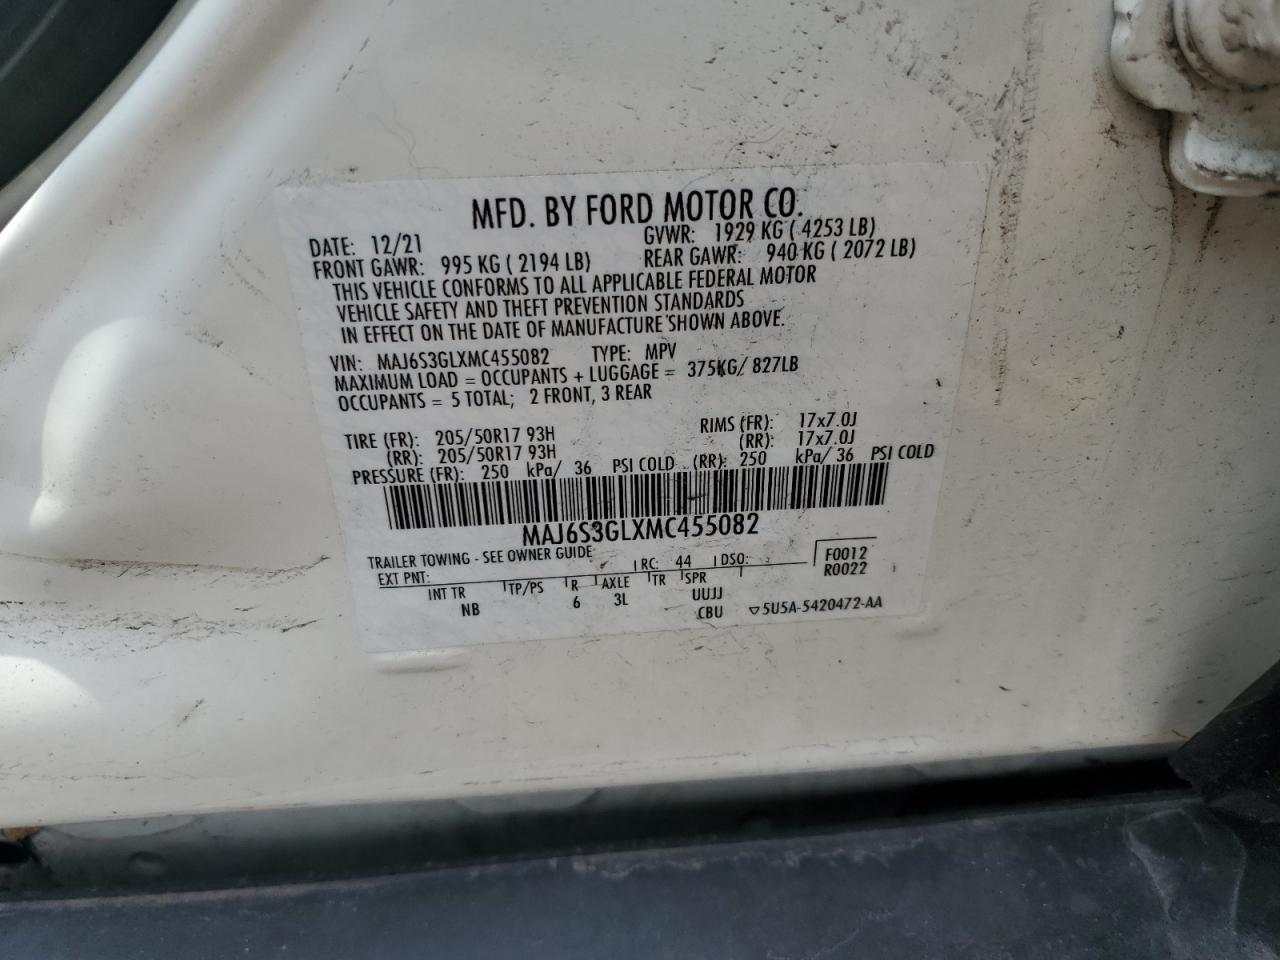 MFD. BY FORD MOTOR CO.
DATE: 12/21 GVWR: 1929 KG ( 4253 LB)
FRONT GAWR: 995 KG ( 2194 LB) REAR GAWR: 940 KG ( 2072 LB)
THIS VEHICLE CONFORMS TO ALL APPLICABLE FEDERAL MOTOR
VEHICLE SAFETY AND THEFT PREVENTION STANDARDS
IN EFFECT ON THE DATE OF MANUFACTURE SHOWN ABOVE.
VIN: MAJ6S3GLXMC455082 TYPE: MPV
MAXIMUM LOAD = OCCUPANTS + LUGGAGE = 375KG/ 827LB
OCCUPANTS = 5 TOTAL; 2 FRONT, 3 REAR
TIRE (FR): 205/50R17 93H RIMS (FR): 17x7.0J
(RR): 205/50R17 93H (RR): 17x7.0J
PRESSURE (FR): 250 kPa/ 36 PSI COLD (RR): 250 kPa/ 36 PSI COLD
MAJ6S3GLXMC455082
TRAILER TOWING - SEE OWNER GUIDE F0012
EXT PNT: RC: 44 DSO: R0022
INT TR TP/PS R AXLE TR SPR
NB 6 3L UUJJ
CBU 5U5A-5420472-AA